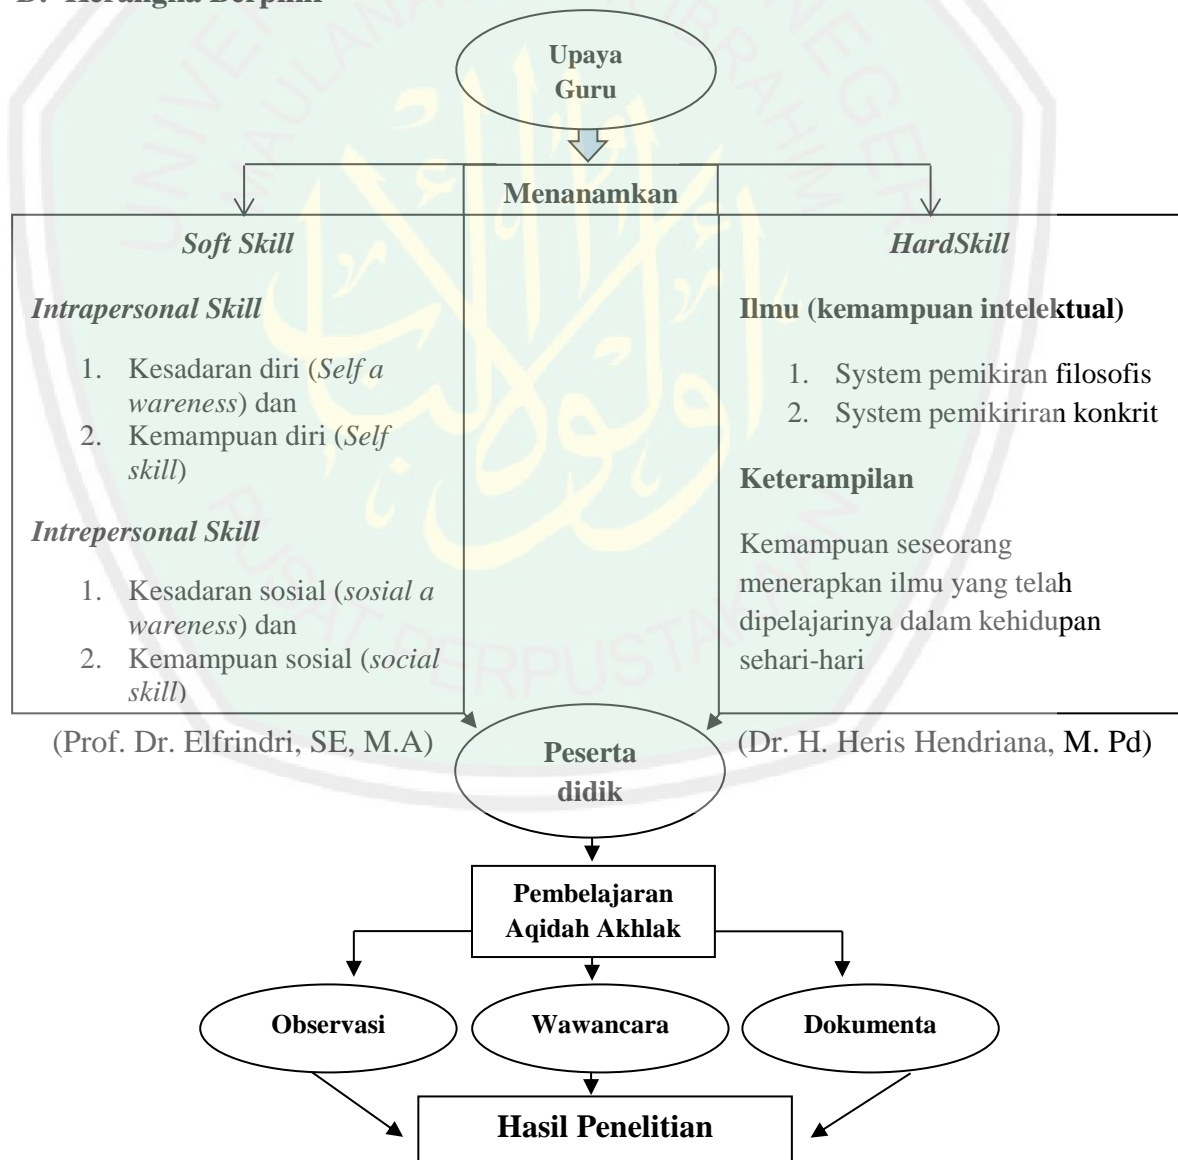 Upaya
Guru
Menanamkan
Soft Skill
Intrapersonal Skill
1. Kesadaran diri (Self a
wareness) dan
2. Kemampuan diri (Self
skill)
Intrepersonal Skill
1. Kesadaran sosial (sosial a
wareness) dan
2. Kemampuan sosial (social
skill)
(Prof. Dr. Elfrindri, SE, M.A)
HardSkill
Ilmu (kemampuan intelektual)
1. System pemikiran filosofis
2. System pemikiriran konkrit
Keterampilan
Kemampuan seseorang
menerapkan ilmu yang telah
dipelajarinya dalam kehidupan
sehari-hari
(Dr. H. Heris Hendriana, M. Pd)
Peserta
didik
Pembelajaran
Aqidah Akhlak
Observasi
Wawancara
Dokumenta
Hasil Penelitian
PUSAT PERPUSTAKAAN